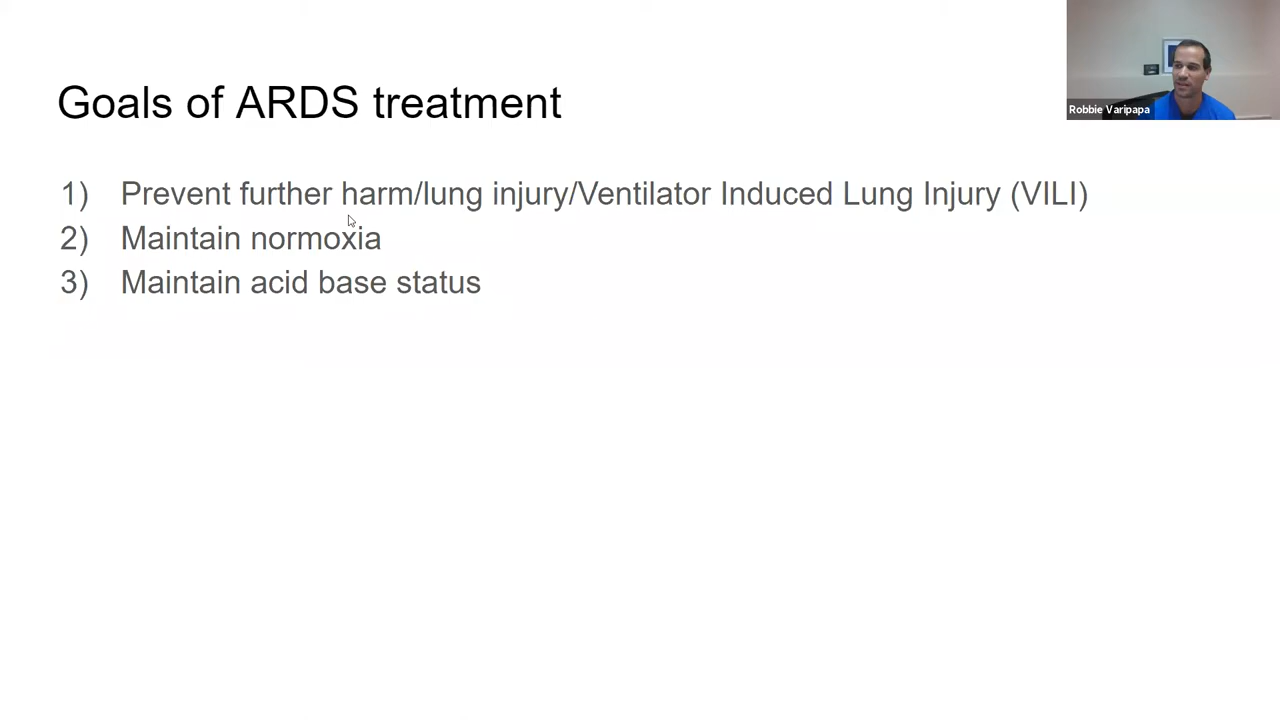 Goals of ARDS treatment
Robbie Varipapa
1) Prevent further harm/lung injury/Ventilator Induced Lung Injury (VILI)
2) Maintain normoxia
3) Maintain acid base status